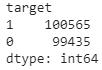 target
1    100565
0     99435
dtype: int64